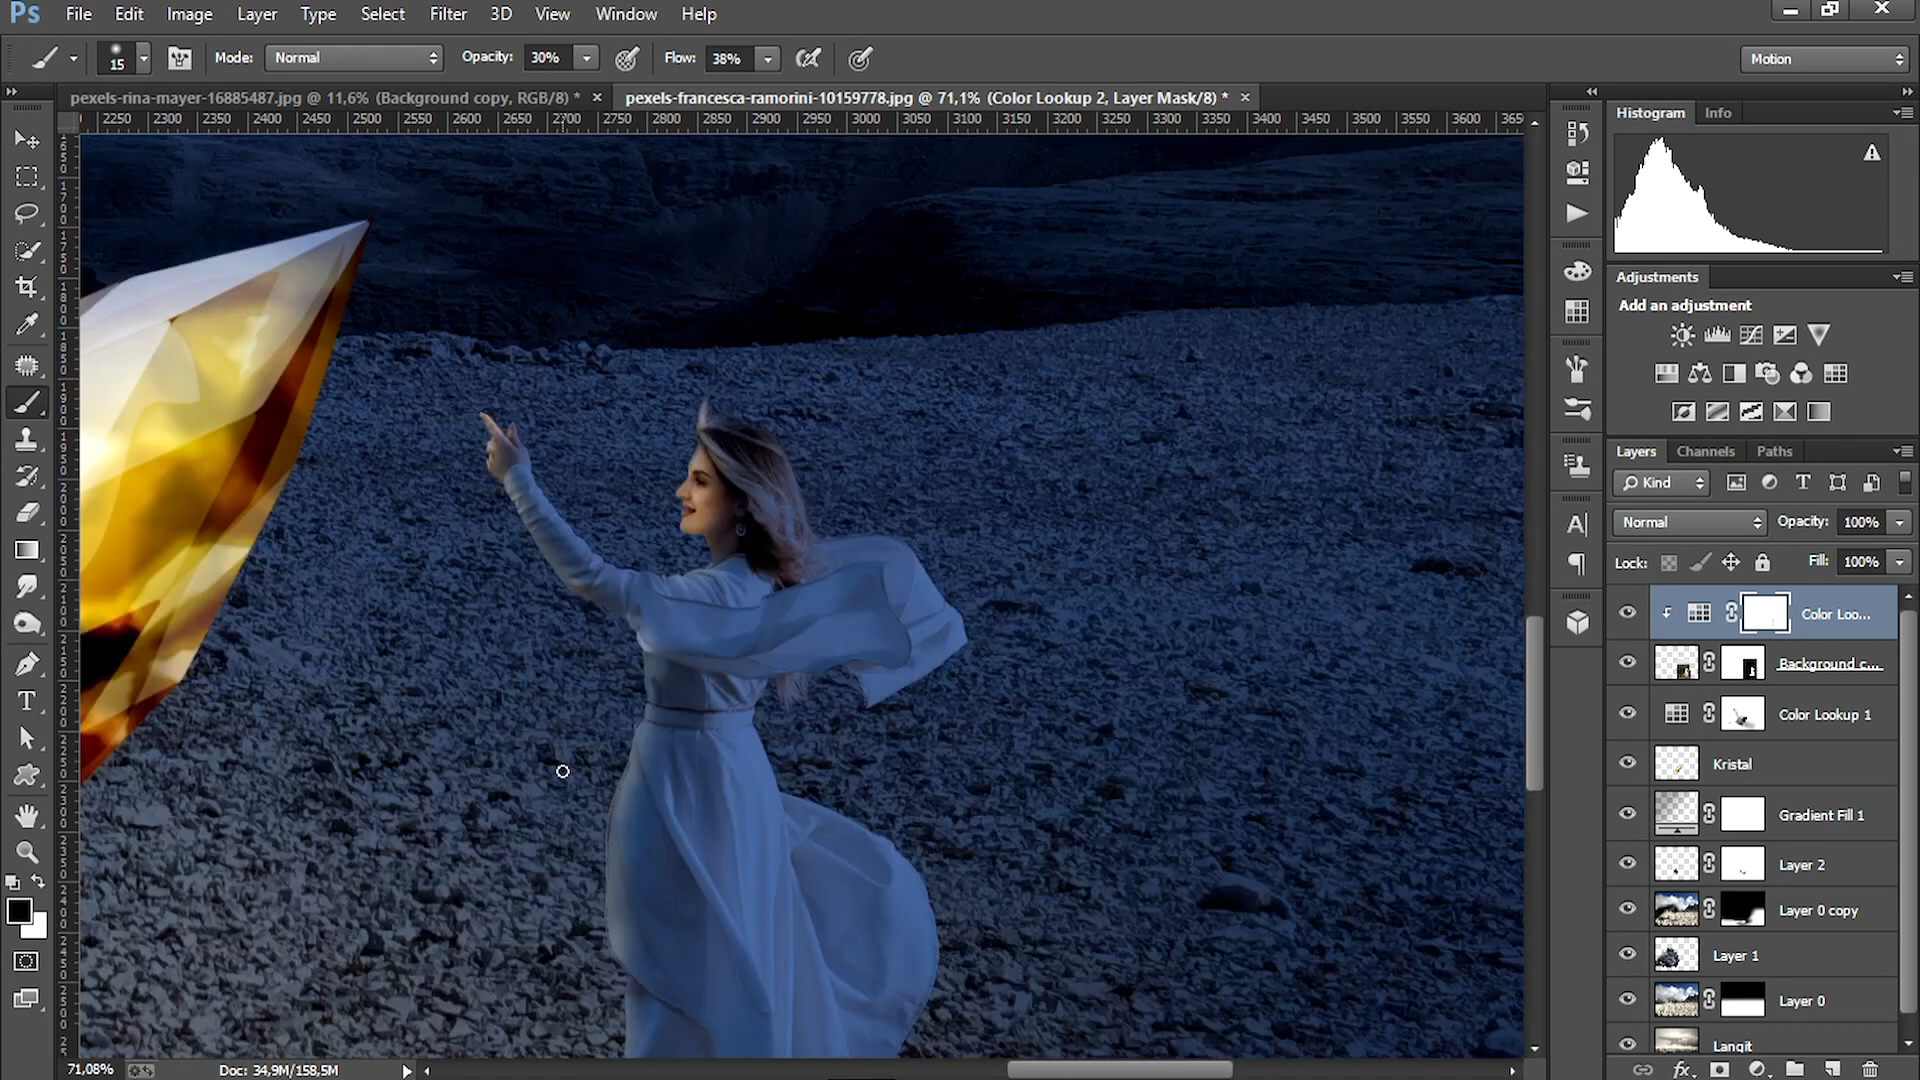 Ps File Edit Image Layer Type Select Filter 3D View Window Help
15 Mode: Normal Opacity: 30% Flow: 38% Motion
pexels-rina-mayer-16885487.jpg @ 11,6% (Background copy, RGB/8) * × pexels-francesca-ramorini-10159778.jpg @ 71,1% (Color Lookup 2, Layer Mask/8) * ×
2250 2300 2350 2400 2450 2500 2550 2600 2650 2700 2750 2800 2850 2900 2950 3000 3050 3100 3150 3200 3250 3300 3350 3400 3450 3500 3550 3600 365
Histogram Info
Adjustments
Add an adjustment
Layers Channels Paths
Kind
Normal Opacity: 100%
Lock: Fill: 100%
Color Loo...
Background c...
Color Lookup 1
Kristal
Gradient Fill 1
Layer 2
Layer 0 copy
Layer 1
Layer 0
Langit
71,08% Doc: 34,9M/158,5M